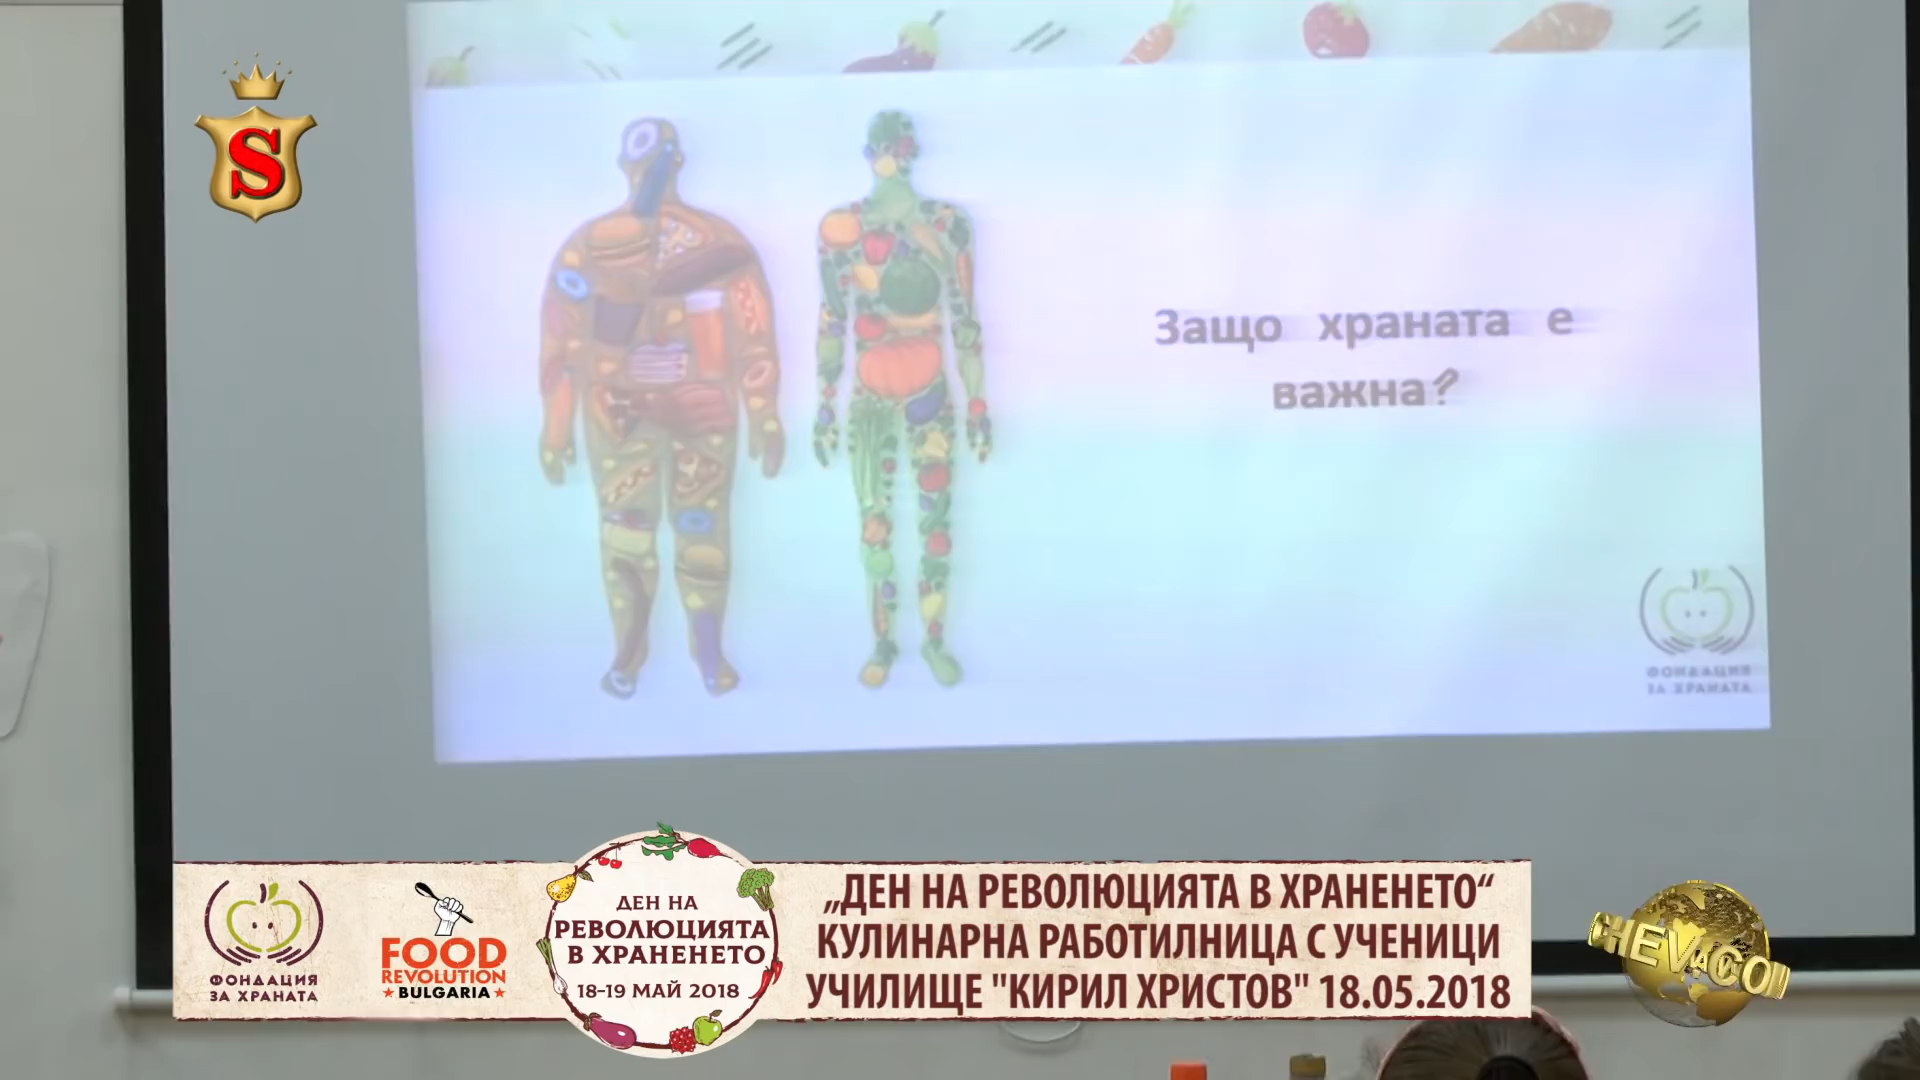 S
Защо храната е
важна?
ФОНДАЦИЯ
ЗА ХРАНАТА
ФОНДАЦИЯ
ЗА ХРАНАТА
FOOD
REVOLUTION
BULGARIA
ДЕН НА
РЕВОЛЮЦИЯТА
В ХРАНЕНЕТО
18-19 МАЙ 2018
„ДЕН НА РЕВОЛЮЦИЯТА В ХРАНЕНЕТО“
КУЛИНАРНА РАБОТИЛНИЦА С УЧЕНИЦИ
УЧИЛИЩЕ "КИРИЛ ХРИСТОВ" 18.05.2018